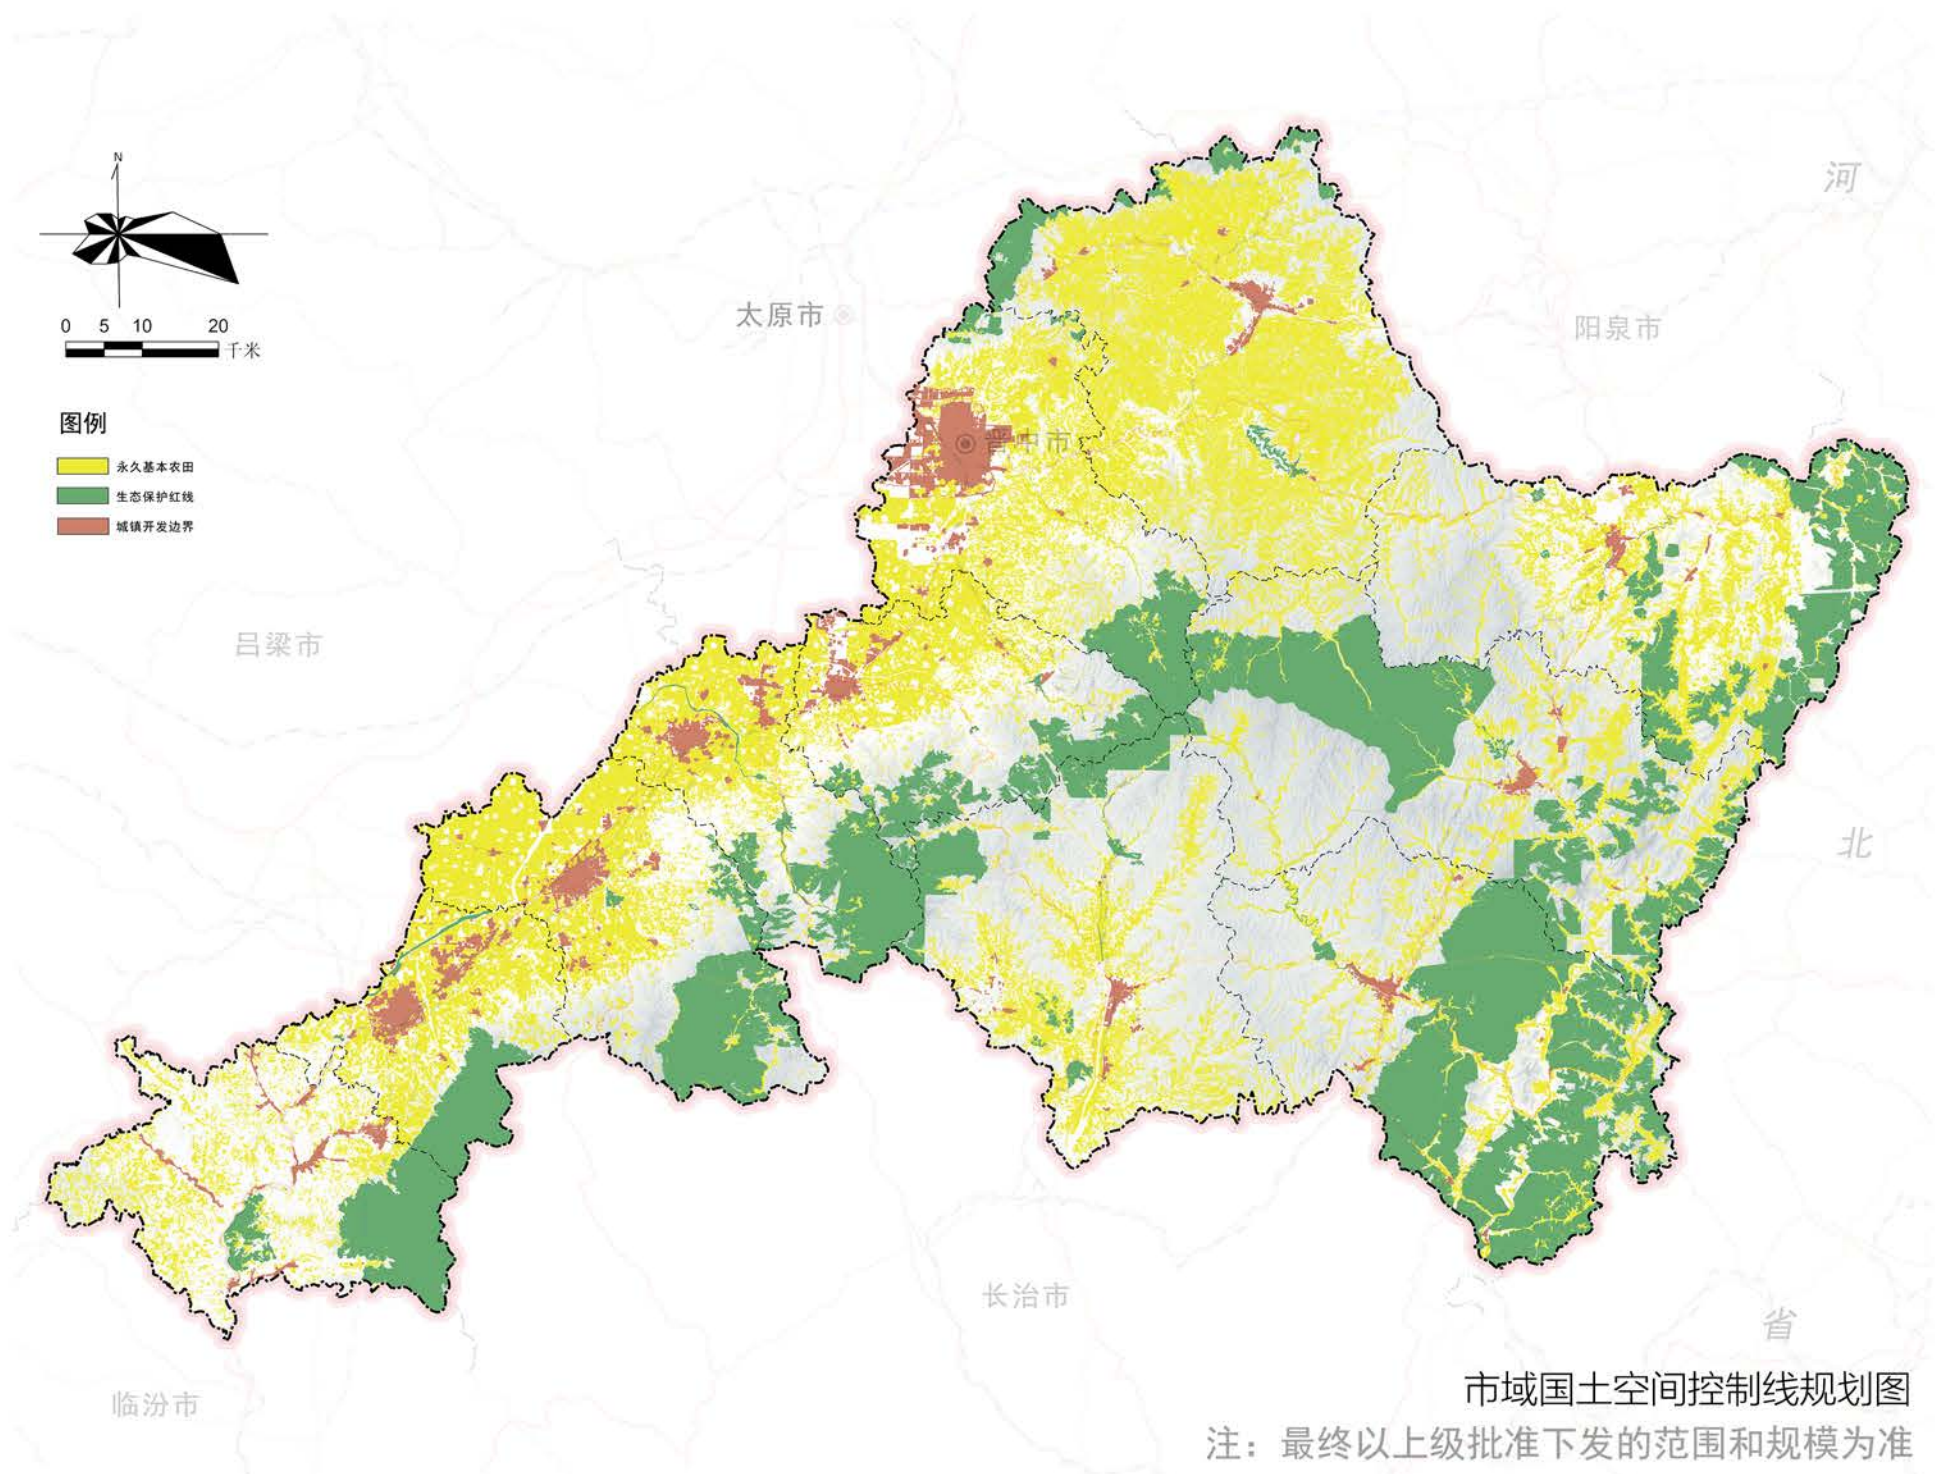 河
N
太原市
阳泉市
0 5 10 20
千米
图例
晋中市
永久基本农田
生态保护红线
城镇开发边界
吕梁市
北
长治市
省
临汾市
市域国土空间控制线规划图
注：最终以上级批准下发的范围和规模为准